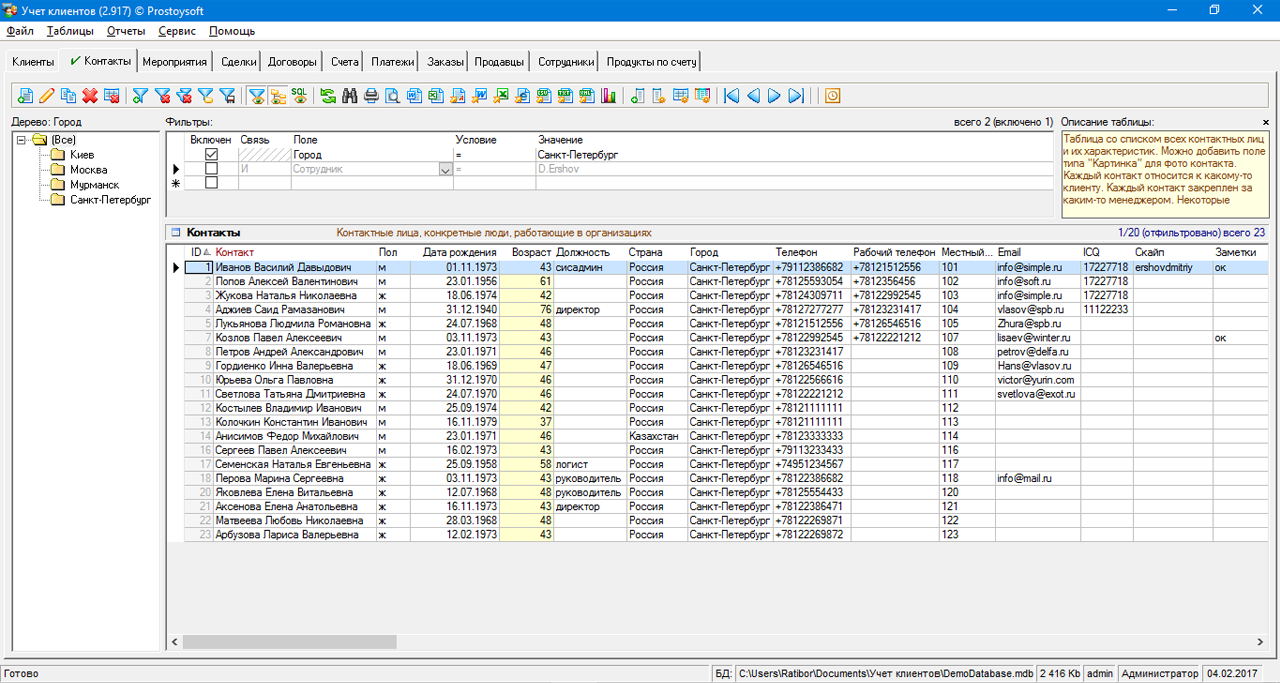 Учет клиентов (2.917) © Prostoysoft
Файл Таблицы Отчеты Сервис Помощь
Клиенты ✔ Контакты Мероприятия Сделки Договоры Счета Платежи Заказы Продавцы Сотрудники Продукты по счету
SQL
Дерево: Город
(Все)
Киев
Москва
Мурманск
Санкт-Петербург
Фильтры: всего 2 (включено 1)
Включен Связь Поле Условие Значение
Город = Санкт-Петербург
И Сотрудник = D.Ershov
Описание таблицы:
Таблица со списком всех контактных лиц
и их характеристик. Можно добавить поле
типа "Картинка" для фото контакта.
Каждый контакт относится к какому-то
клиенту. Каждый контакт закреплен за
каким-то менеджером. Некоторые
Контакты Контактные лица, конкретные люди, работающие в организациях 1/20 (отфильтровано) всего 23
ID Контакт Пол Дата рождения Возраст Должность Страна Город Телефон Рабочий телефон Местный... Email ICQ Скайп Заметки
1 Иванов Василий Давыдович м 01.11.1973 43 сисадмин Россия Санкт-Петербург +79112386682 +78121512556 101 info@simple.ru 17227718 ershovdmitriy ок
2 Попов Алексей Валентинович м 23.01.1956 61 Россия Санкт-Петербург +78125593054 +7812356456 102 info@soft.ru 17227718
3 Жукова Наталья Николаевна ж 18.06.1974 42 Россия Санкт-Петербург +78124309711 +78122992545 103 info@simple.ru 17227718
4 Аджиев Саид Рамазанович м 31.12.1940 76 директор Россия Санкт-Петербург +78127277277 +78123231417 104 vlasov@spb.ru 11122233
5 Лукьянова Людмила Романовна ж 24.07.1968 48 Россия Санкт-Петербург +78121512556 +78126546516 105 Zhura@spb.ru
7 Козлов Павел Алексеевич м 03.11.1973 43 Россия Санкт-Петербург +78122992545 +78122221212 107 lisaev@winter.ru ок
8 Петров Андрей Александрович м 23.01.1971 46 Россия Санкт-Петербург +78123231417 108 petrov@delfa.ru
9 Гордиенко Инна Валерьевна ж 18.06.1969 47 Россия Санкт-Петербург +78126546516 109 Hans@vlasov.ru
10 Юрьева Ольга Павловна ж 31.12.1970 46 Россия Санкт-Петербург +78122566616 110 victor@yurin.com
11 Светлова Татьяна Дмитриевна ж 24.07.1970 46 Россия Санкт-Петербург +78122221212 111 svetlova@exot.ru
12 Костылев Владимир Иванович м 25.09.1974 42 Россия Санкт-Петербург +78121111111 112
13 Колочкин Константин Иванович м 16.11.1979 37 Россия Санкт-Петербург +78121111111 113
14 Анисимов Федор Михайлович м 23.01.1971 46 Казахстан Санкт-Петербург +78123333333 114
16 Сергеев Павел Алексеевич м 16.02.1973 43 Россия Санкт-Петербург +79113233433 116
17 Семенская Наталья Евгеньевна ж 25.09.1958 58 логист Россия Санкт-Петербург +74951234567 117
18 Перова Марина Сергеевна ж 03.11.1973 43 руководитель Россия Санкт-Петербург +78122386682 118 info@mail.ru
20 Яковлева Елена Витальевна ж 12.07.1968 48 руководитель Россия Санкт-Петербург +78125554433 120
21 Аксенова Елена Анатольевна ж 16.11.1973 43 директор Россия Санкт-Петербург +78122386471 121
22 Матвеева Любовь Николаевна ж 28.03.1968 48 Россия Санкт-Петербург +78122269871 122
23 Арбузова Лариса Валерьевна ж 12.02.1973 43 Россия Санкт-Петербург +78122269872 123
Готово БД: C:\Users\Ratibor\Documents\Учет клиентов\DemoDatabase.mdb 2 416 Kb admin Администратор 04.02.2017